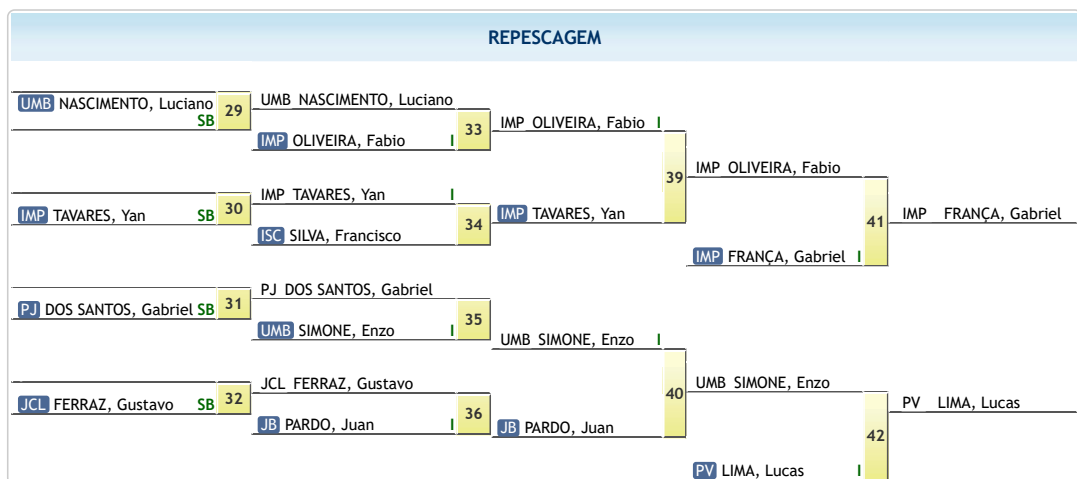 REPESCAGEM
UMB NASCIMENTO, Luciano
SB
29
UMB NASCIMENTO, Luciano
IMP OLIVEIRA, Fabio I
33
IMP OLIVEIRA, Fabio I
IMP TAVARES, Yan SB
30
IMP TAVARES, Yan I
ISC SILVA, Francisco
34
IMP TAVARES, Yan
39
IMP OLIVEIRA, Fabio
IMP FRANÇA, Gabriel I
41
IMP FRANÇA, Gabriel
PJ DOS SANTOS, Gabriel SB
31
PJ DOS SANTOS, Gabriel
UMB SIMONE, Enzo I
35
UMB SIMONE, Enzo I
JCL FERRAZ, Gustavo SB
32
JCL FERRAZ, Gustavo
JB PARDO, Juan I
36
JB PARDO, Juan
40
UMB SIMONE, Enzo
PV LIMA, Lucas I
42
PV LIMA, Lucas